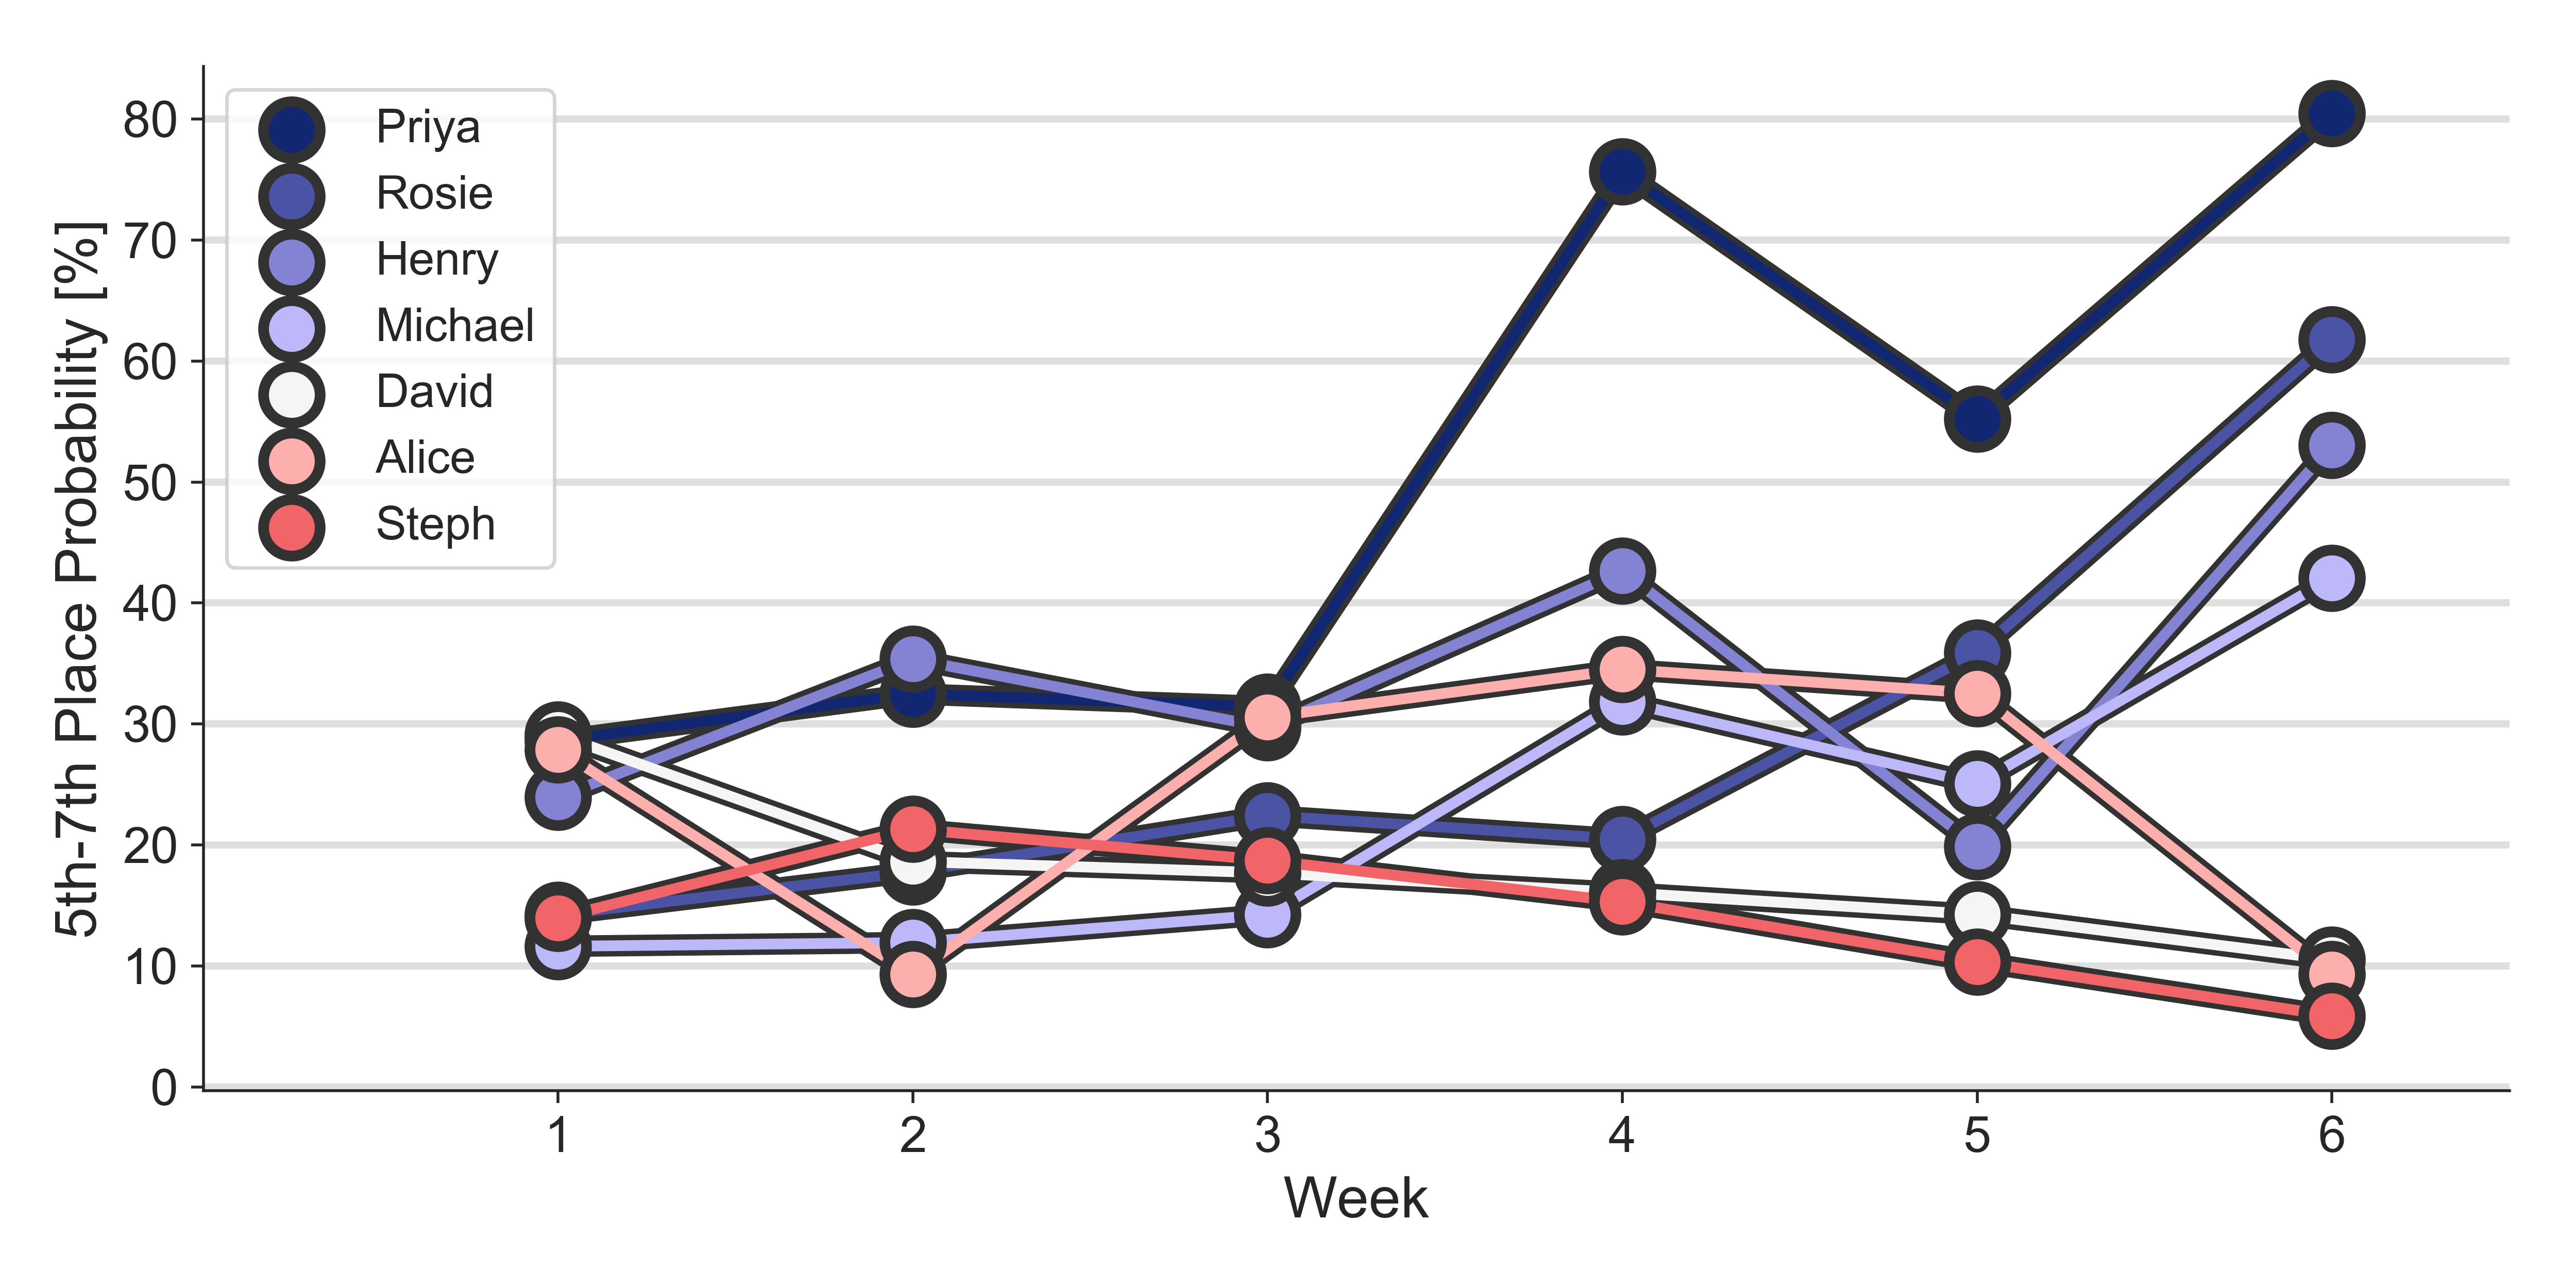 80
70
60
50
40
30
20
10
0
5th-7th Place Probability [%]
Priya
Rosie
Henry
Michael
David
Alice
Steph
1 2 3 4 5 6
Week